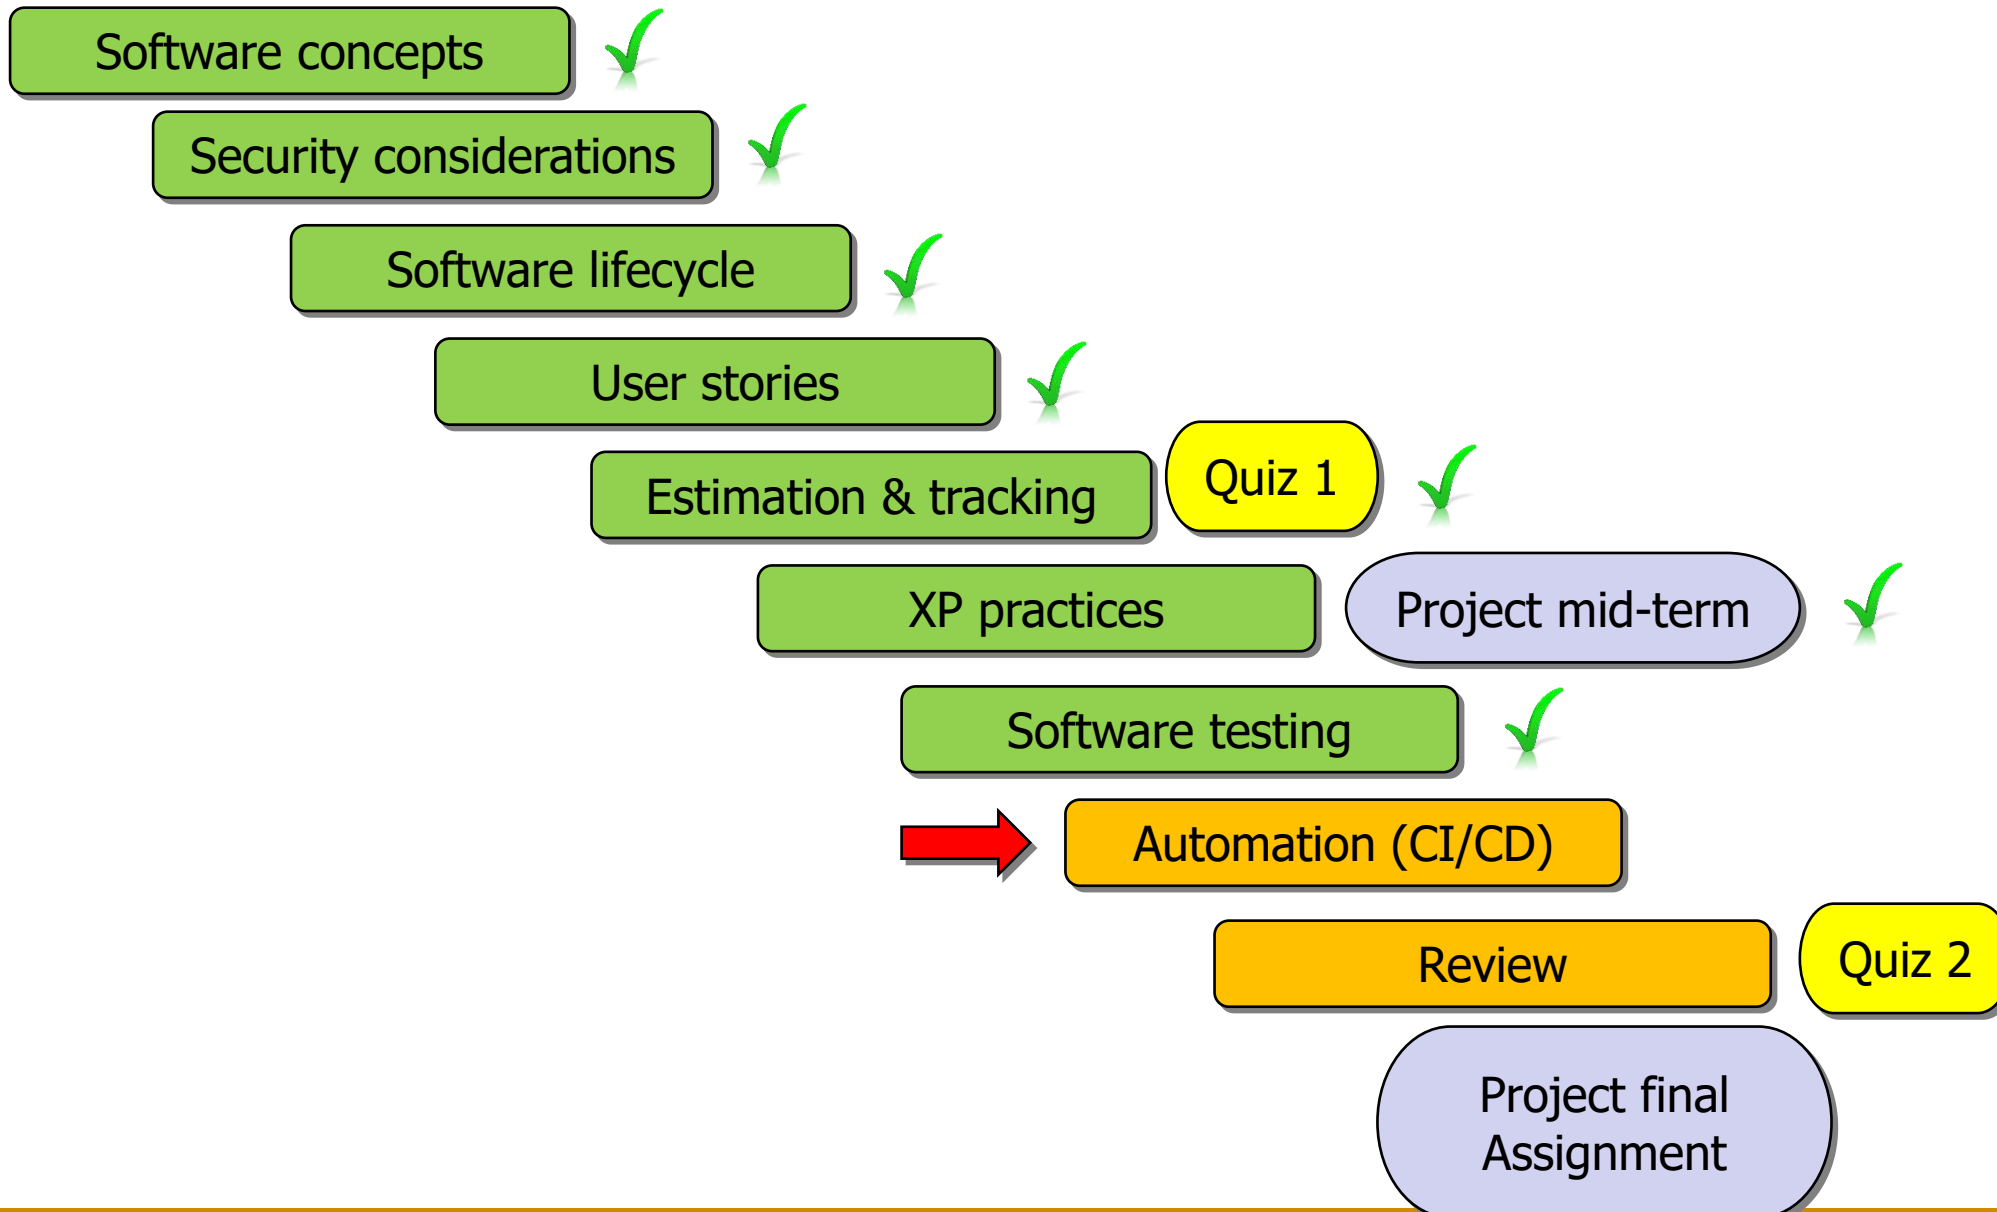 Software concepts
Security considerations
Software lifecycle
User stories
Estimation & tracking
Quiz 1
XP practices
Project mid-term
Software testing
Automation (CI/CD)
Review
Quiz 2
Project final
Assignment